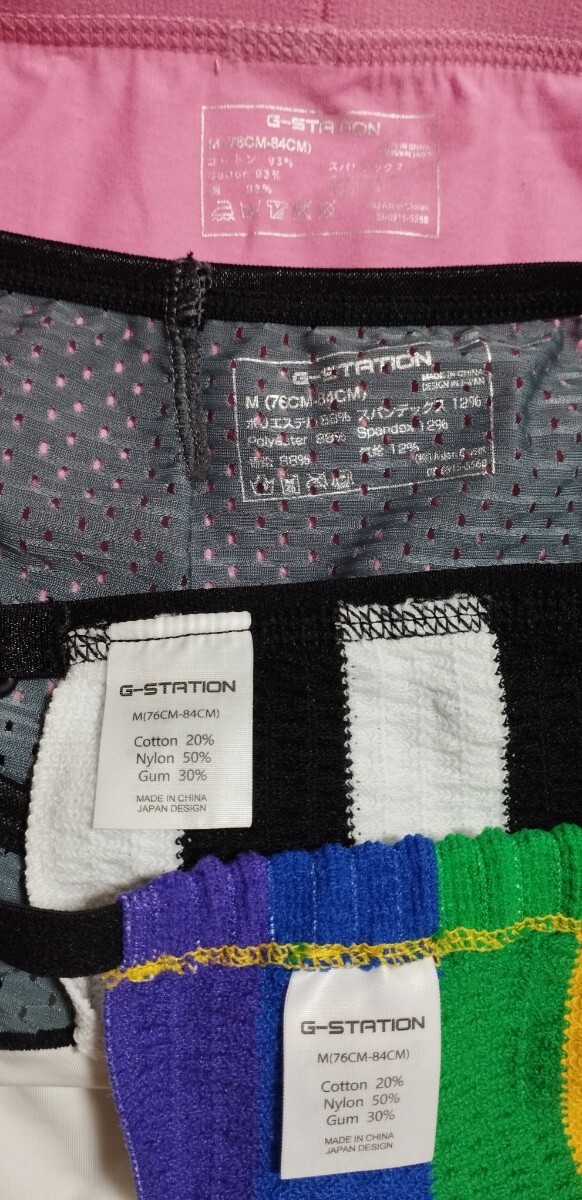 G-STATION
M (76CM-84CM)
コットン 93%
スパンデックス
Cotton 93%
93%
G-STATION
MADE IN CHINA
DESIGN IN JAPAN
M (76CM-84CM)
ポリエステル 88% スパンデックス 12%
Polyester 88% Spandex 12%
88% 12%
G-STATION
M(76CM-84CM)
Cotton 20%
Nylon 50%
Gum 30%
MADE IN CHINA
JAPAN DESIGN
G-STATION
M(76CM-84CM)
Cotton 20%
Nylon 50%
Gum 30%
MADE IN CHINA
JAPAN DESIGN